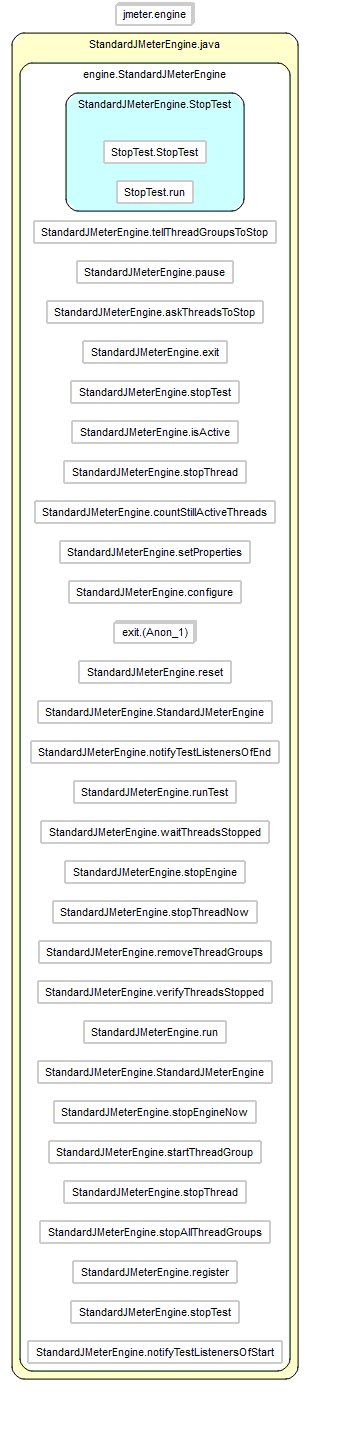 jmeter.engine
StandardJMeterEngine.java
engine.StandardJMeterEngine
StandardJMeterEngine.StopTest
StopTest.StopTest
StopTest.run
StandardJMeterEngine.tellThreadGroupsToStop
StandardJMeterEngine.pause
StandardJMeterEngine.askThreadsToStop
StandardJMeterEngine.exit
StandardJMeterEngine.stopTest
StandardJMeterEngine.isActive
StandardJMeterEngine.stopThread
StandardJMeterEngine.countStillActiveThreads
StandardJMeterEngine.setProperties
StandardJMeterEngine.configure
exit.(Anon_1)
StandardJMeterEngine.reset
StandardJMeterEngine.StandardJMeterEngine
StandardJMeterEngine.notifyTestListenersOfEnd
StandardJMeterEngine.runTest
StandardJMeterEngine.waitThreadsStopped
StandardJMeterEngine.stopEngine
StandardJMeterEngine.stopThreadNow
StandardJMeterEngine.removeThreadGroups
StandardJMeterEngine.verifyThreadsStopped
StandardJMeterEngine.run
StandardJMeterEngine.StandardJMeterEngine
StandardJMeterEngine.stopEngineNow
StandardJMeterEngine.startThreadGroup
StandardJMeterEngine.stopThread
StandardJMeterEngine.stopAllThreadGroups
StandardJMeterEngine.register
StandardJMeterEngine.stopTest
StandardJMeterEngine.notifyTestListenersOfStart